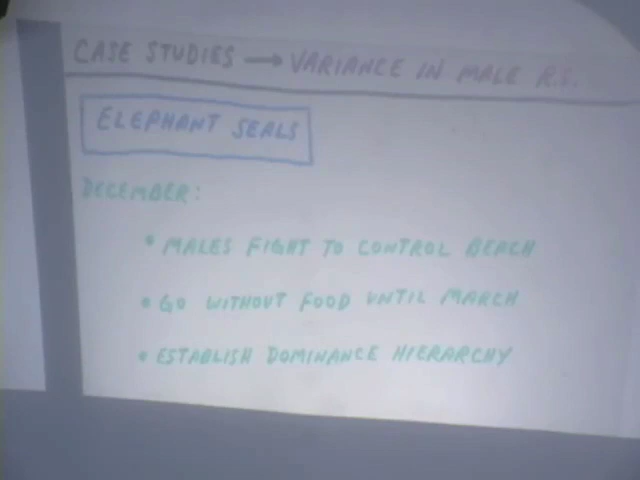 CASE STUDIES → VARIANCE IN MALE R.S.
ELEPHANT SEALS
DECEMBER:
• MALES FIGHT TO CONTROL BEACH
• GO WITHOUT FOOD UNTIL MARCH
• ESTABLISH DOMINANCE HIERARCHY